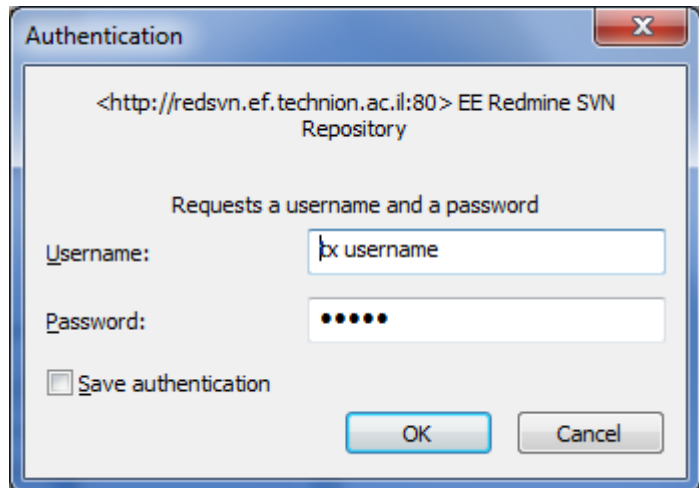 Authentication
<http://redsvn.ef.technion.ac.il:80> EE Redmine SVN
Repository
Requests a username and a password
Username: tx username
Password: •••••
Save authentication
OK Cancel